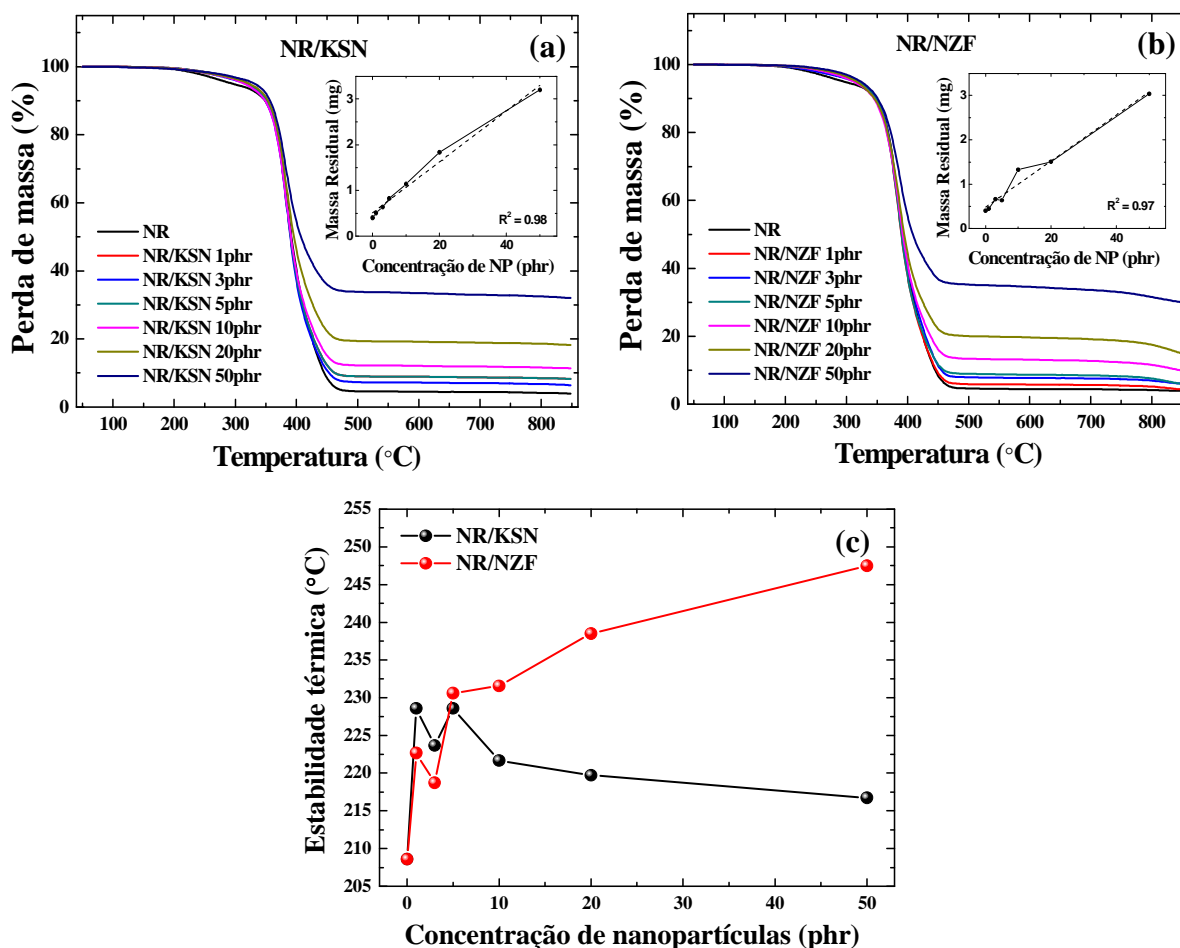 NR/KSN
(a)
Perda de massa (%)
100
80
60
40
20
0
Massa Residual (mg)
3
2
1
0
0
20
40
R² = 0.98
Concentração de NP (phr)
NR
NR/KSN 1phr
NR/KSN 3phr
NR/KSN 5phr
NR/KSN 10phr
NR/KSN 20phr
NR/KSN 50phr
100 200 300 400 500 600 700 800
Temperatura (°C)
NR/NZF
(b)
Perda de massa (%)
100
80
60
40
20
0
Massa Residual (mg)
3
2
1
0
0
20
40
R² = 0.97
Concentração de NP (phr)
NR
NR/NZF 1phr
NR/NZF 3phr
NR/NZF 5phr
NR/NZF 10phr
NR/NZF 20phr
NR/NZF 50phr
100 200 300 400 500 600 700 800
Temperatura (°C)
(c)
NR/KSN
NR/NZF
Estabilidade térmica (°C)
255
250
245
240
235
230
225
220
215
210
205
0 10 20 30 40 50
Concentração de nanopartículas (phr)